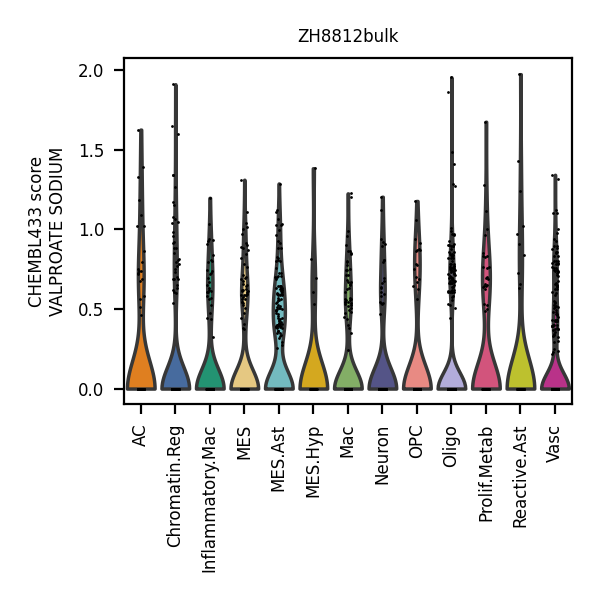 ZH8812bulk
CHEMBL433 score
VALPROATE SODIUM
2.0
1.5
1.0
0.5
0.0
AC
Chromatin.Reg
Inflammatory.Mac
MES
MES.Ast
MES.Hyp
Mac
Neuron
OPC
Oligo
Prolif.Metab
Reactive.Ast
Vasc